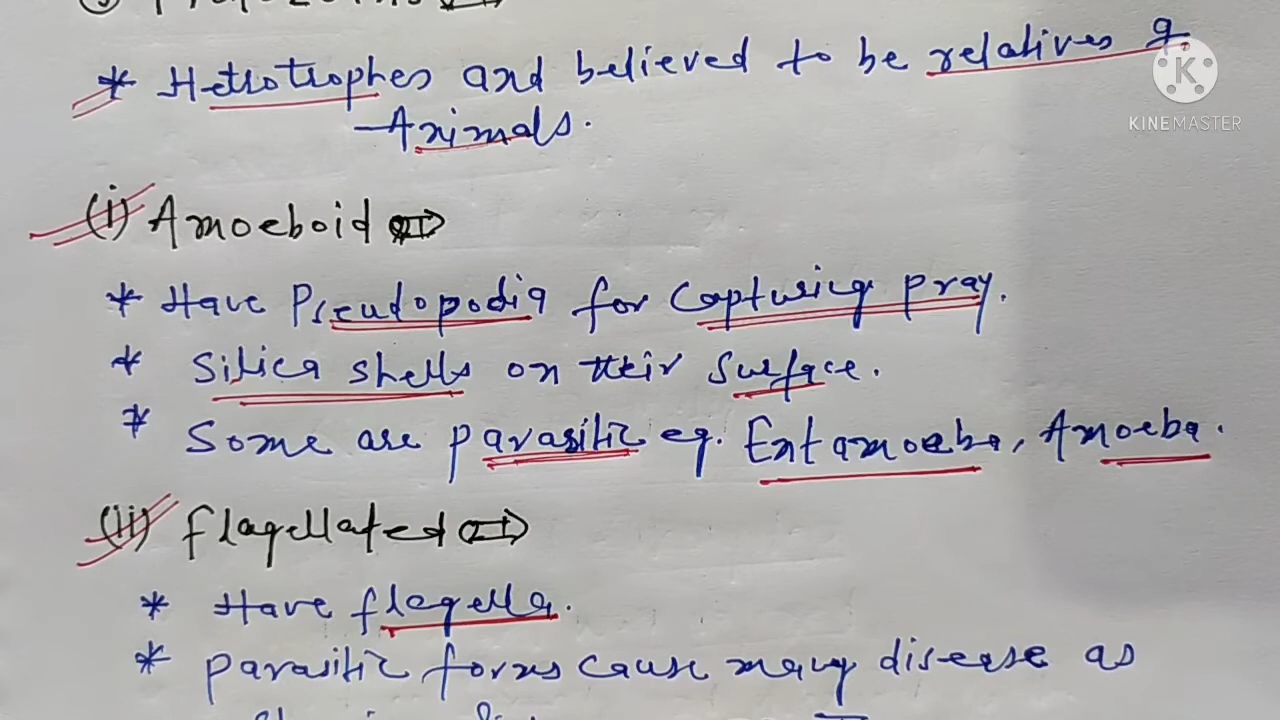 * Hetrotrophes and believed to be relatives of
Animals.
KINEMASTER
(i) Amoeboid
* Have Pseudopodia for Capturing pray.
* Silica shells on their Surface.
* Some are parasitic eg. Entamoeba, Amoeba.
(ii) flagellated
* Have flagella.
* parasitic forms cause many disease as